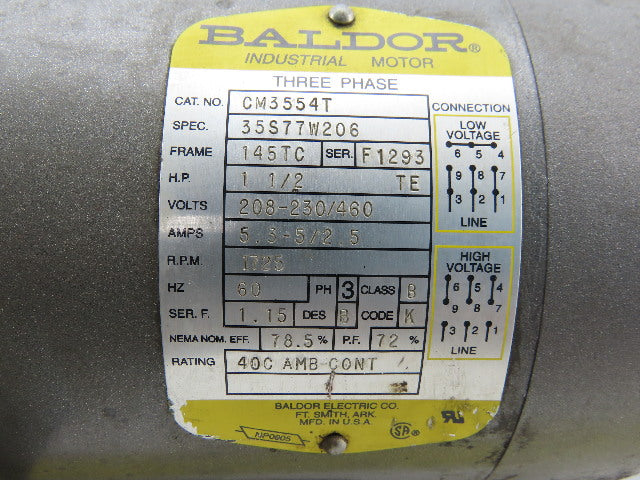 BALDOR®
INDUSTRIAL MOTOR
THREE PHASE
CAT. NO. CM3554T
SPEC. 35S77W206
FRAME 145TC SER. F1293
H.P. 1 1/2 TE
VOLTS 208-230/460
AMPS 5.3-5/2.5
R.P.M. 1725
HZ 60 PH 3 CLASS B
SER. F. 1.15 DES B CODE K
NEMA NOM. EFF. 78.5 % P.F. 72 %
RATING 40C AMB-CONT
CONNECTION
LOW
VOLTAGE
6 5 4
9 8 7
3 2 1
LINE
HIGH
VOLTAGE
9 8 7
6 5 4
3 2 1
LINE
BALDOR ELECTRIC CO.
FT. SMITH, ARK.
MFD. IN U.S.A.
NP0605
SA®